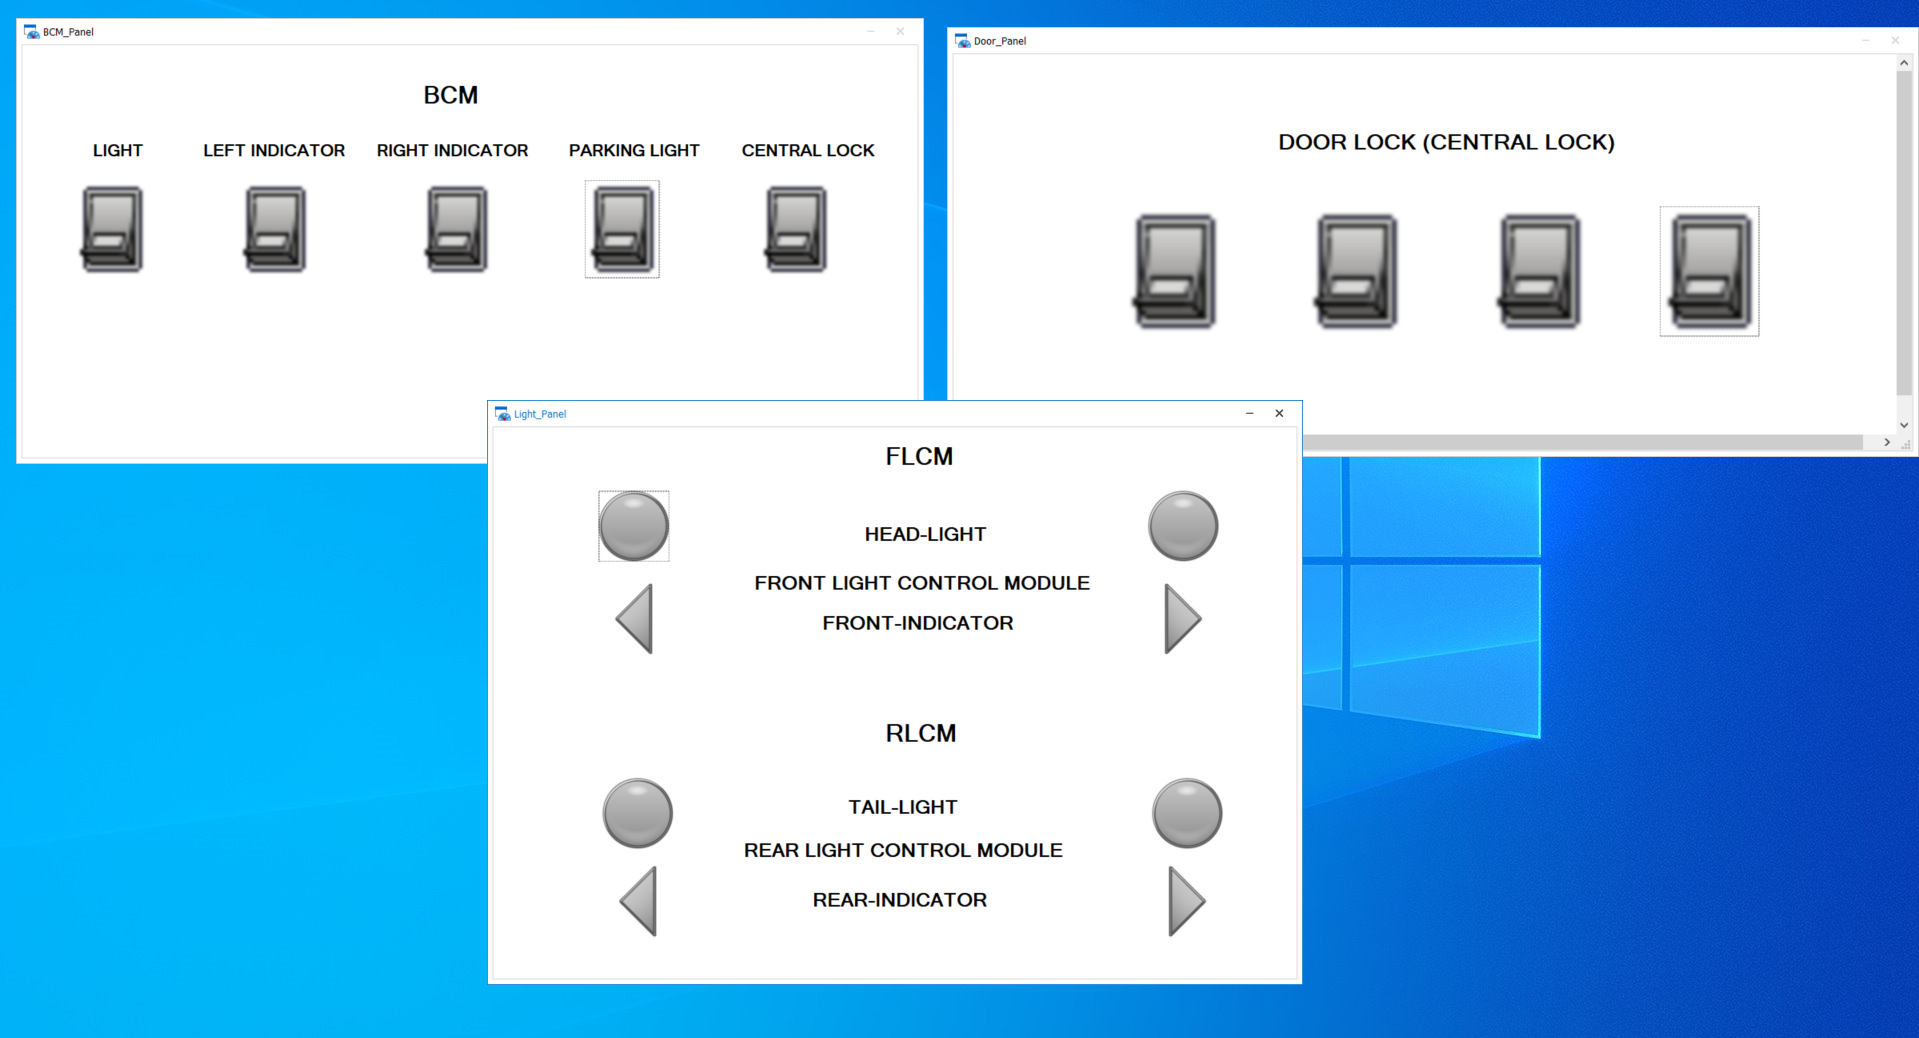 BCM_Panel
BCM
LIGHT LEFT INDICATOR RIGHT INDICATOR PARKING LIGHT CENTRAL LOCK
Door_Panel
DOOR LOCK (CENTRAL LOCK)
Light_Panel
FLCM
HEAD-LIGHT
FRONT LIGHT CONTROL MODULE
FRONT-INDICATOR
RLCM
TAIL-LIGHT
REAR LIGHT CONTROL MODULE
REAR-INDICATOR